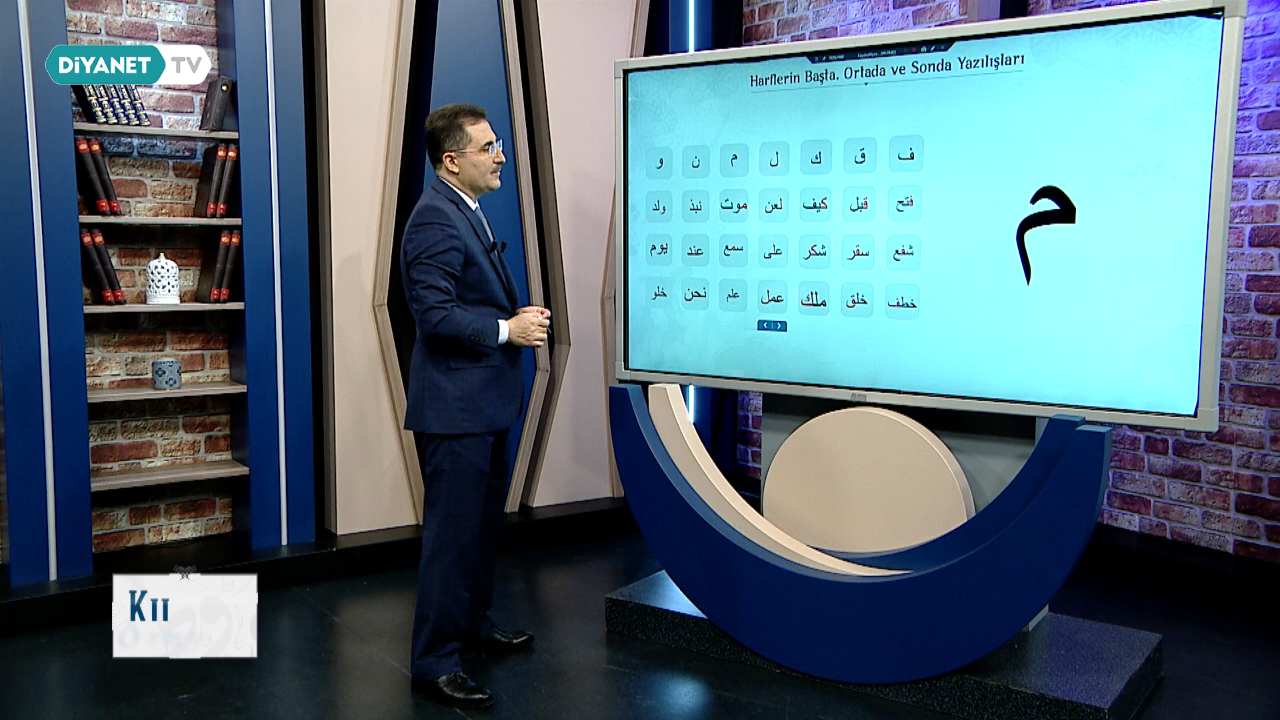 DİYANET TV
Harflerin Başta, Ortada ve Sonda Yazılışları
ف ق ك ل م ن و
فتح قبل كيف لعن موت نبذ ولد
شفع سقر شكر على سمع عند يوم
خطف خلق ملك عمل علم نحن خلو
م